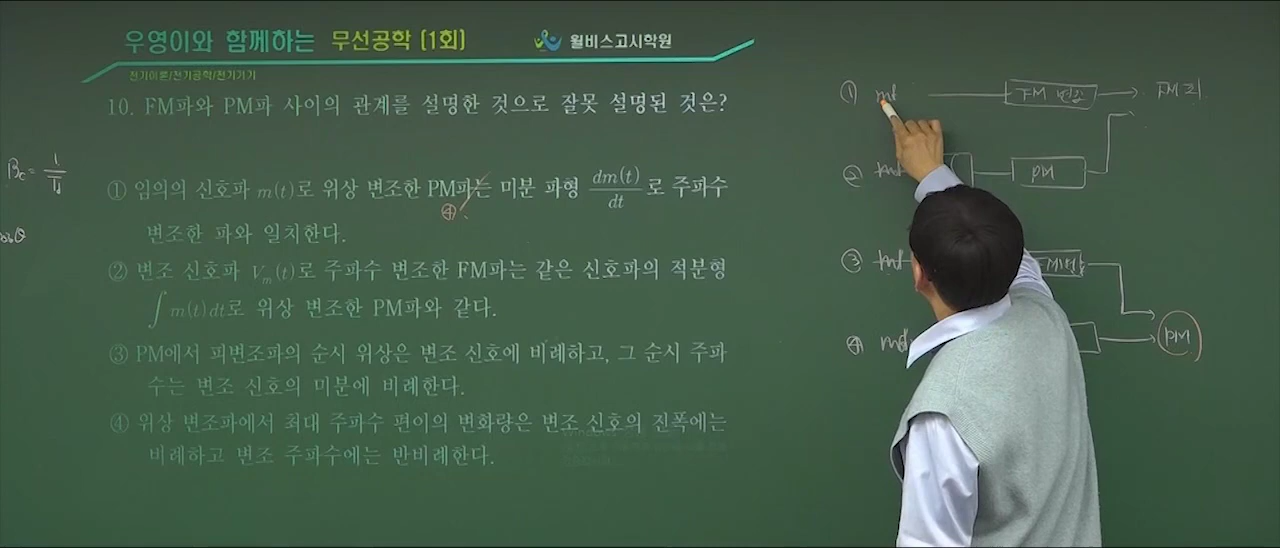 우영이와 함께하는 무선공학 (1회) 윌비스고시학원
전기이론/전기공학/전기기기
10. FM파와 PM파 사이의 관계를 설명한 것으로 잘못 설명된 것은?
① 임의의 신호파 m(t)로 위상 변조한 PM파는 미분 파형 dm(t)/dt로 주파수
변조한 파와 일치한다.
② 변조 신호파 Vm(t)로 주파수 변조한 FM파는 같은 신호파의 적분형
∫m(t)dt로 위상 변조한 PM파와 같다.
③ PM에서 피변조파의 순시 위상은 변조 신호에 비례하고, 그 순시 주파
수는 변조 신호의 미분에 비례한다.
④ 위상 변조파에서 최대 주파수 편이의 변화량은 변조 신호의 진폭에는
비례하고 변조 주파수에는 반비례한다.
④
Bc = 1/Td
① FM 변조 FM파
② PM
③ FM변조
④ PM